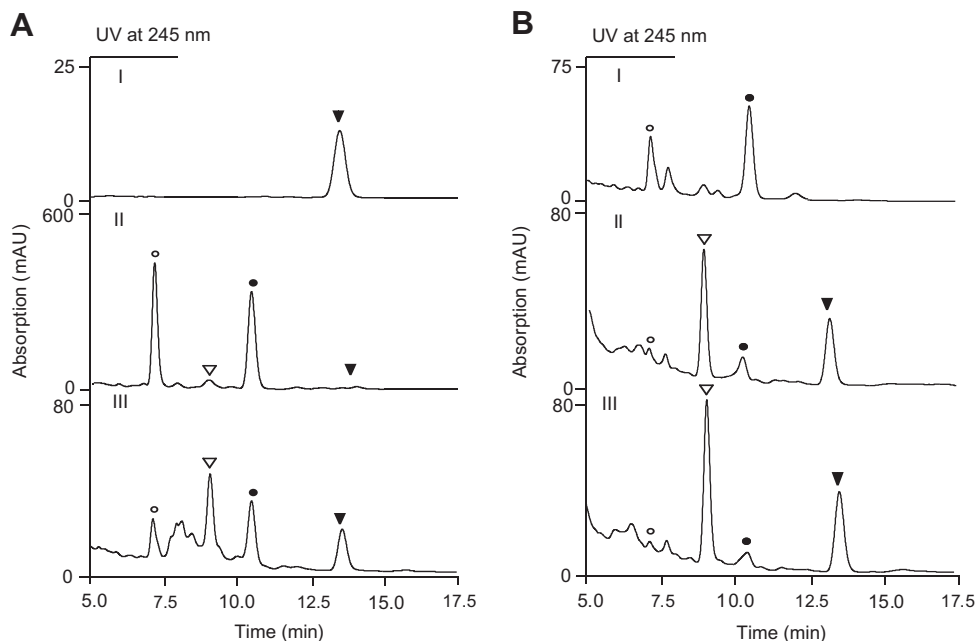 A
UV at 245 nm
25
I
0
600
II
0
80
III
0
5.0 7.5 10.0 12.5 15.0 17.5
Time (min)
Absorption (mAU)
B
UV at 245 nm
75
I
0
80
II
0
80
III
0
5.0 7.5 10.0 12.5 15.0 17.5
Time (min)
Absorption (mAU)